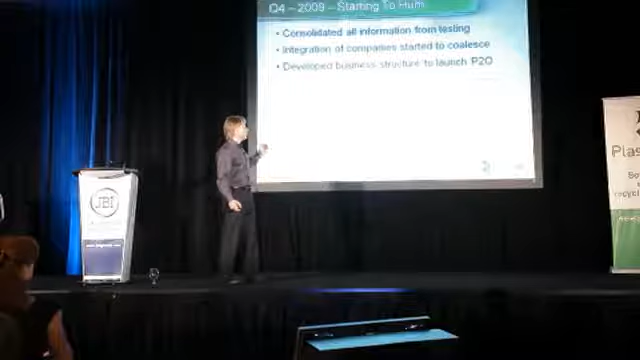 Q4 – 2009 – Starting To Hum
• Consolidated all information from testing
• Integration of companies started to coalesce
• Developed business structure to launch P2O
JBI